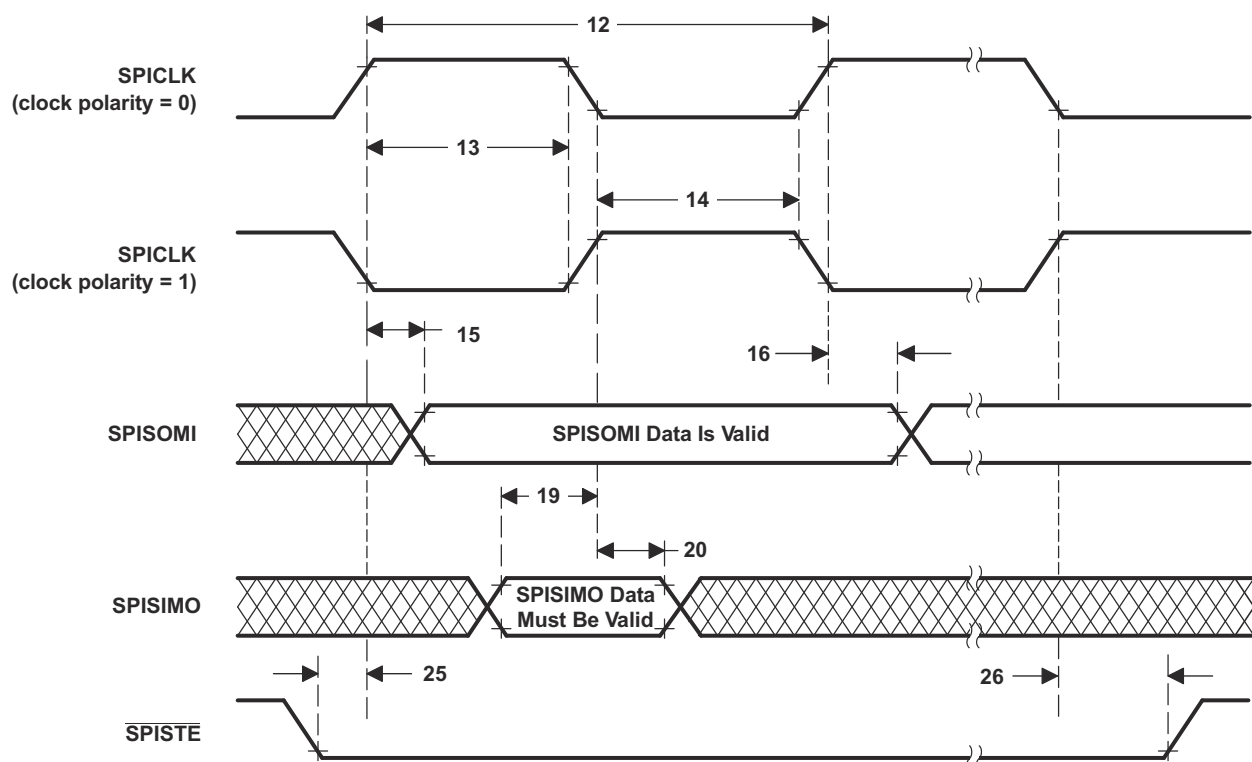 12
SPICLK
(clock polarity = 0)
13
14
SPICLK
(clock polarity = 1)
15
16
SPISOMI
SPISOMI Data Is Valid
19
20
SPISIMO
SPISIMO Data
Must Be Valid
25
26
SPISTE